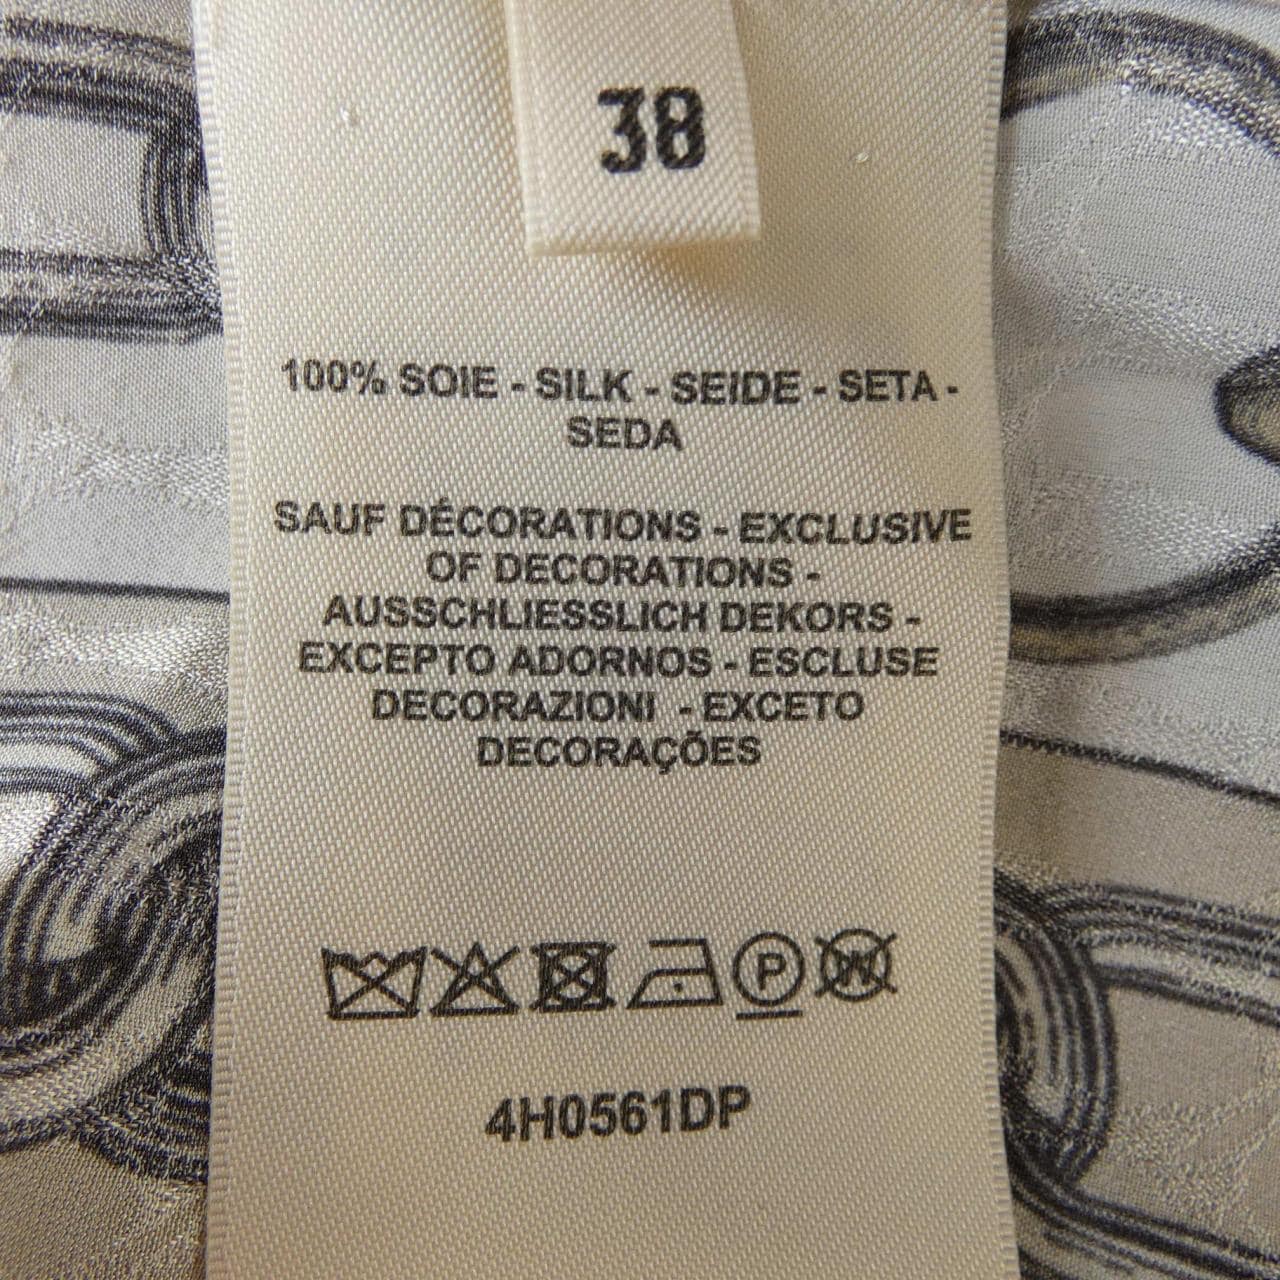 38
100% SOIE - SILK - SEIDE - SETA -
SEDA
SAUF DÉCORATIONS - EXCLUSIVE
OF DECORATIONS -
AUSSCHLIESSLICH DEKORS -
EXCEPTO ADORNOS - ESCLUSE
DECORAZIONI - EXCETO
DECORAÇÕES
P W
4H0561DP